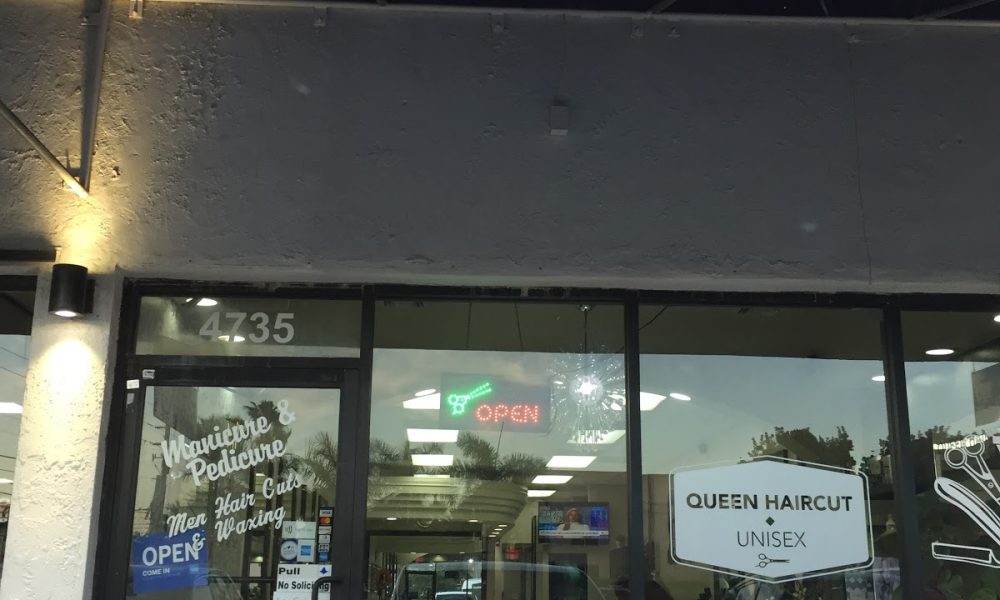 4735
OPEN
Manicure &
Pedicure
Men Hair Cuts
&
Waxing
OPEN
COME IN
Pull
No Soliciting
QUEEN HAIRCUT
UNISEX